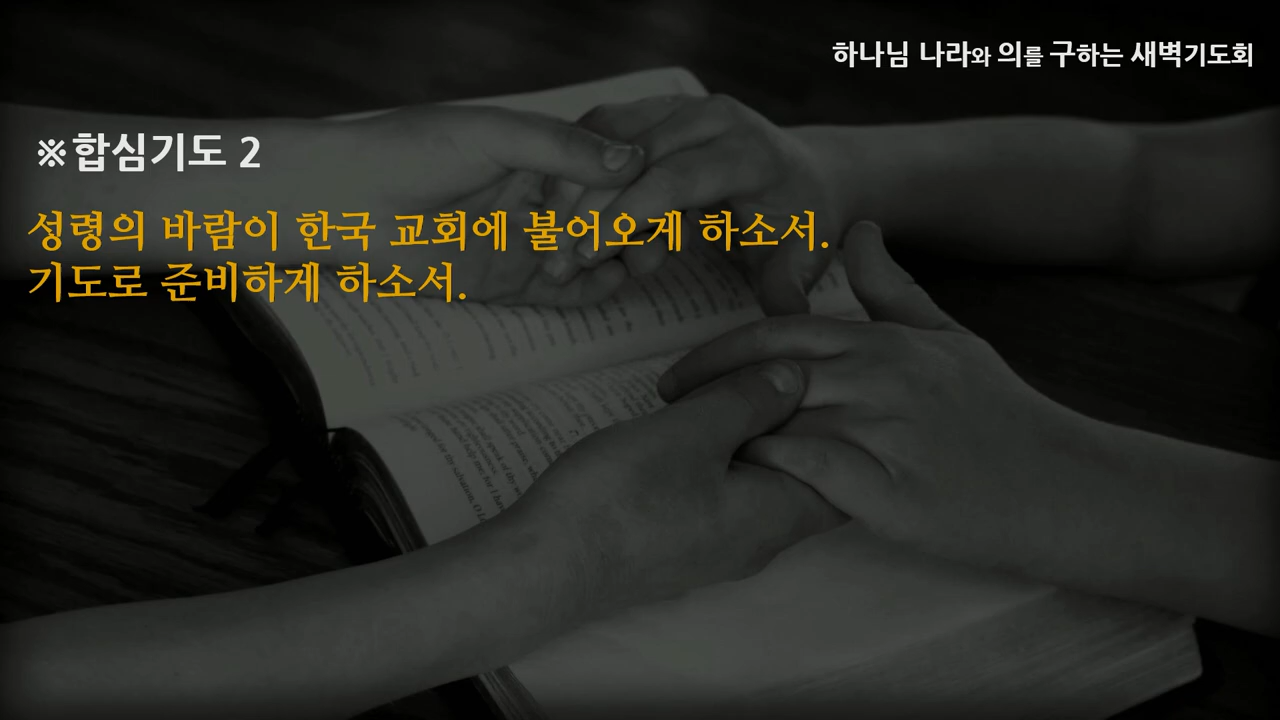 하나님 나라와 의를 구하는 새벽기도회
※합심기도 2
성령의 바람이 한국 교회에 불어오게 하소서.
기도로 준비하게 하소서.